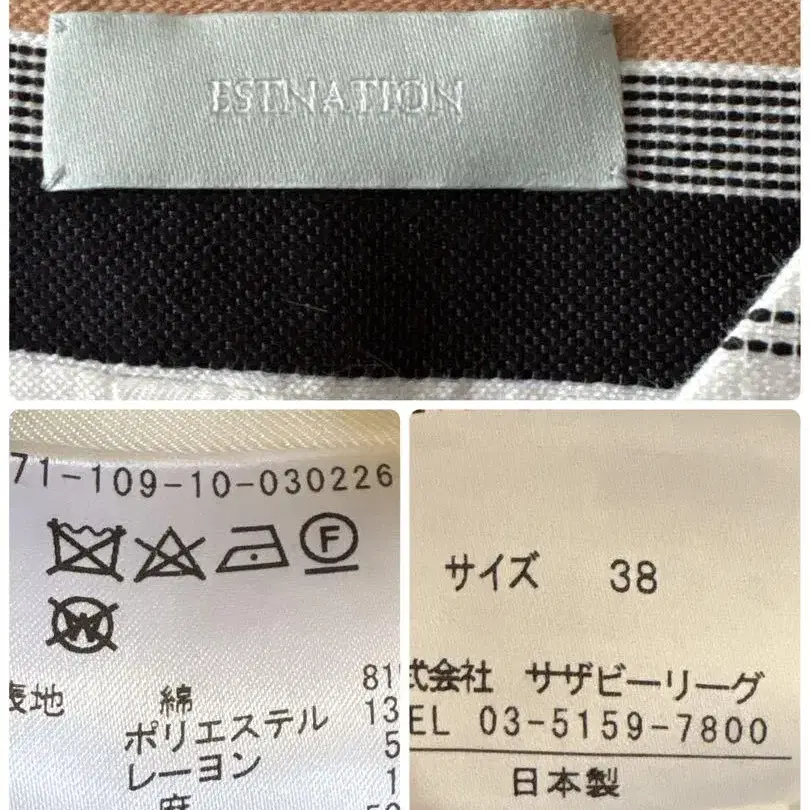 ESTNATION
71-109-10-030226
F
W
表地 綿 81
ポリエステル 13
レーヨン 5
麻 1
サイズ 38
式会社 サザビーリーグ
EL 03-5159-7800
日本製